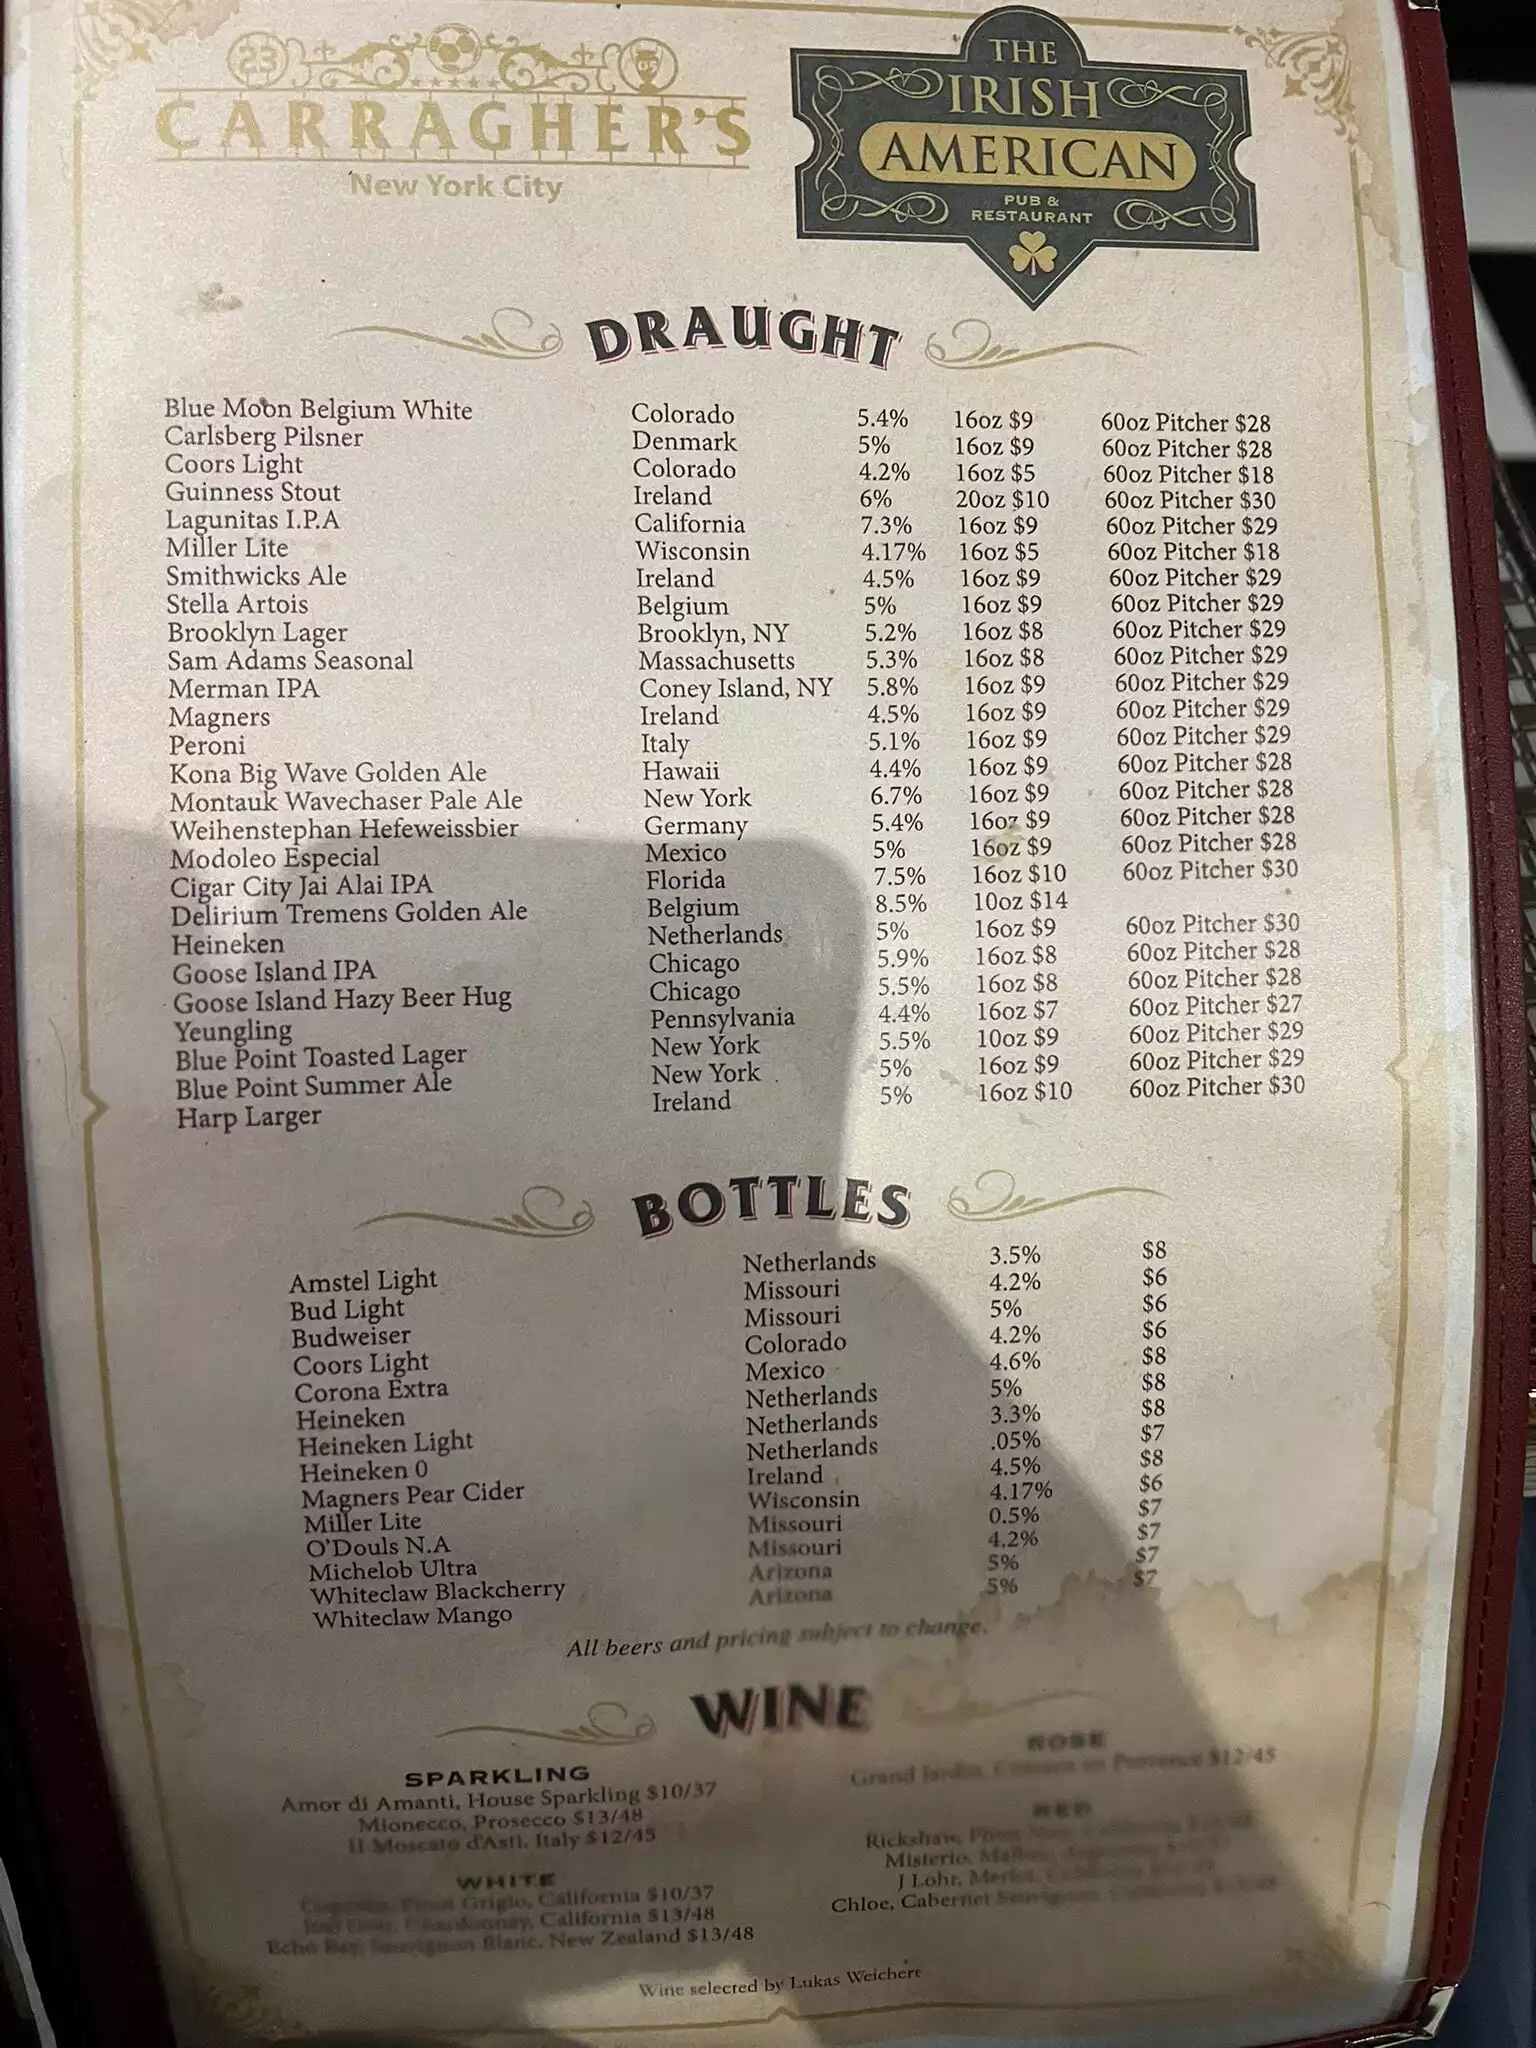 23
05
CARRAGHER'S
New York City
THE
IRISH
AMERICAN
PUB &
RESTAURANT
DRAUGHT
Blue Moon Belgium White Colorado 5.4% 16oz $9 60oz Pitcher $28
Carlsberg Pilsner Denmark 5% 16oz $9 60oz Pitcher $28
Coors Light Colorado 4.2% 16oz $5 60oz Pitcher $18
Guinness Stout Ireland 6% 20oz $10 60oz Pitcher $30
Lagunitas I.P.A California 7.3% 16oz $9 60oz Pitcher $29
Miller Lite Wisconsin 4.17% 16oz $5 60oz Pitcher $18
Smithwicks Ale Ireland 4.5% 16oz $9 60oz Pitcher $29
Stella Artois Belgium 5% 16oz $9 60oz Pitcher $29
Brooklyn Lager Brooklyn, NY 5.2% 16oz $8 60oz Pitcher $29
Sam Adams Seasonal Massachusetts 5.3% 16oz $8 60oz Pitcher $29
Merman IPA Coney Island, NY 5.8% 16oz $9 60oz Pitcher $29
Magners Ireland 4.5% 16oz $9 60oz Pitcher $29
Peroni Italy 5.1% 16oz $9 60oz Pitcher $29
Kona Big Wave Golden Ale Hawaii 4.4% 16oz $9 60oz Pitcher $28
Montauk Wavechaser Pale Ale New York 6.7% 16oz $9 60oz Pitcher $28
Weihenstephan Hefeweissbier Germany 5.4% 16oz $9 60oz Pitcher $28
Modoleo Especial Mexico 5% 16oz $9 60oz Pitcher $28
Cigar City Jai Alai IPA Florida 7.5% 16oz $10 60oz Pitcher $30
Delirium Tremens Golden Ale Belgium 8.5% 10oz $14
Heineken Netherlands 5% 16oz $9 60oz Pitcher $30
Goose Island IPA Chicago 5.9% 16oz $8 60oz Pitcher $28
Goose Island Hazy Beer Hug Chicago 5.5% 16oz $8 60oz Pitcher $28
Yeungling Pennsylvania 4.4% 16oz $7 60oz Pitcher $27
Blue Point Toasted Lager New York 5.5% 10oz $9 60oz Pitcher $29
Blue Point Summer Ale New York 5% 16oz $9 60oz Pitcher $29
Harp Larger Ireland 5% 16oz $10 60oz Pitcher $30
BOTTLES
Amstel Light Netherlands 3.5% $8
Bud Light Missouri 4.2% $6
Budweiser Missouri 5% $6
Coors Light Colorado 4.2% $6
Corona Extra Mexico 4.6% $8
Heineken Netherlands 5% $8
Heineken Light Netherlands 3.3% $8
Heineken 0 Netherlands .05% $7
Magners Pear Cider Ireland 4.5% $8
Miller Lite Wisconsin 4.17% $6
O'Douls N.A Missouri 0.5% $7
Michelob Ultra Missouri 4.2% $7
Whiteclaw Blackcherry Arizona 5% $7
Whiteclaw Mango Arizona 5% $7
All beers and pricing subject to change.
WINE
SPARKLING
Amor di Amanti, House Sparkling $10/37
Mionecco, Prosecco $13/48
Il Moscato d'Asti, Italy $12/45
WHITE
Pinot Grigio, California $10/37
Chardonnay, California $13/48
Echo Bay, Sauvignon Blanc, New Zealand $13/48
ROSE
Grand Jardin, en Provence $12/45
RED
Rickshaw, Pinot
Misterio,
J Lohr, Merlot,
Chloe, Cabernet Sauvignon,
Wine selected by Lukas Weichert